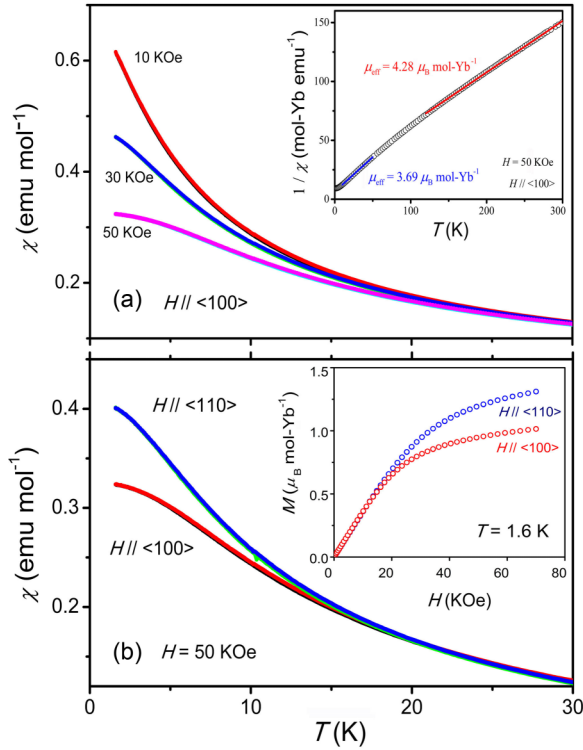 (a)
χ (emu mol⁻¹)
0.6
0.4
0.2
10 KOe
30 KOe
50 KOe
H // <100>
1 / χ (mol-Yb emu⁻¹)
150
100
50
0
μeff = 4.28 μB mol-Yb⁻¹
μeff = 3.69 μB mol-Yb⁻¹
H = 50 KOe
H // <100>
0 100 200 300
T (K)
(b)
χ (emu mol⁻¹)
0.4
0.3
0.2
H // <110>
H // <100>
H = 50 KOe
M (μB mol-Yb⁻¹)
1.5
1.0
0.5
0.0
H // <110>
H // <100>
T = 1.6 K
0 20 40 60 80
H (KOe)
0 10 20 30
T (K)